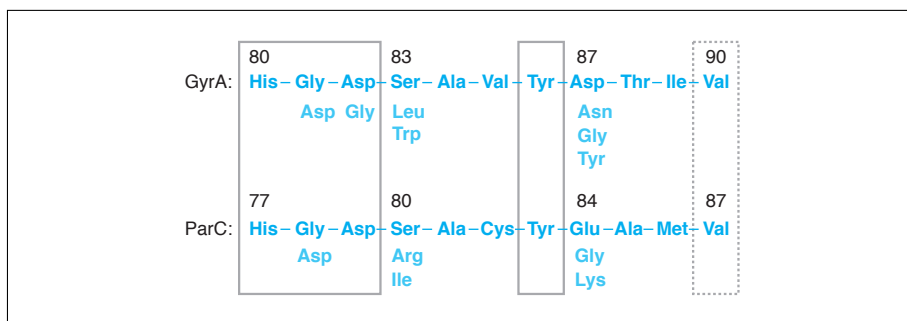 80 83 87 90
GyrA: His–Gly–Asp–Ser–Ala–Val–Tyr–Asp–Thr–Ile–Val
Asp Gly Leu Asn
Trp Gly
Tyr
77 80 84 87
ParC: His–Gly–Asp–Ser–Ala–Cys–Tyr–Glu–Ala–Met–Val
Asp Arg Gly
Ile Lys